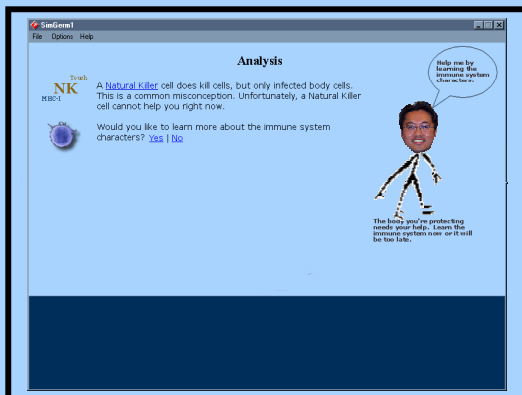 SimGerm1
File Options Help
Analysis
Touch
NK
MHC-I
A Natural Killer cell does kill cells, but only infected body cells.
This is a common misconception. Unfortunately, a Natural Killer
cell cannot help you right now.
Would you like to learn more about the immune system
characters? Yes | No
Help me by
learning the
immune system
characters.
The body you're protecting
needs your help. Learn the
immune system now or it will
be too late.